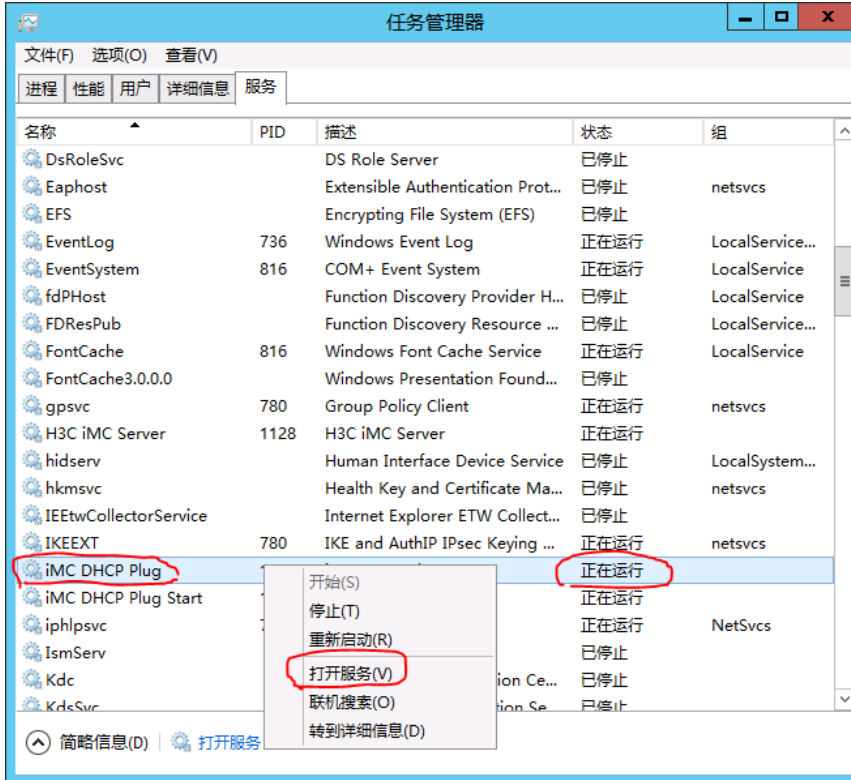 任务管理器
文件(F) 选项(O) 查看(V)
进程 性能 用户 详细信息 服务
名称 PID 描述 状态 组
DsRoleSvc DS Role Server 已停止
Eaphost Extensible Authentication Prot... 已停止 netsvcs
EFS Encrypting File System (EFS) 已停止
EventLog 736 Windows Event Log 正在运行 LocalService...
EventSystem 816 COM+ Event System 正在运行 LocalService
fdPHost Function Discovery Provider H... 已停止 LocalService
FDResPub Function Discovery Resource ... 已停止 LocalService
FontCache 816 Windows Font Cache Service 正在运行 LocalService
FontCache3.0.0.0 Windows Presentation Found... 已停止
gpsvc 780 Group Policy Client 正在运行 netsvcs
H3C iMC Server 1128 H3C iMC Server 正在运行
hidserv Human Interface Device Service 已停止 LocalSystem...
hkmsvc Health Key and Certificate Ma... 已停止 netsvcs
IEEtwCollectorService Internet Explorer ETW Collect... 已停止
IKEEXT 780 IKE and AuthIP IPsec Keying ... 正在运行 netsvcs
iMC DHCP Plug 正在运行
开始(S)
iMC DHCP Plug Start 正在运行
停止(T)
iphlpsvc 正在运行 NetSvcs
重新启动(R)
IsmServ 已停止
打开服务(V)
Kdc ion Ce... 已停止
联机搜索(O)
KdsSvc tion Se... 已停止
转到详细信息(D)
简略信息(D) 打开服务